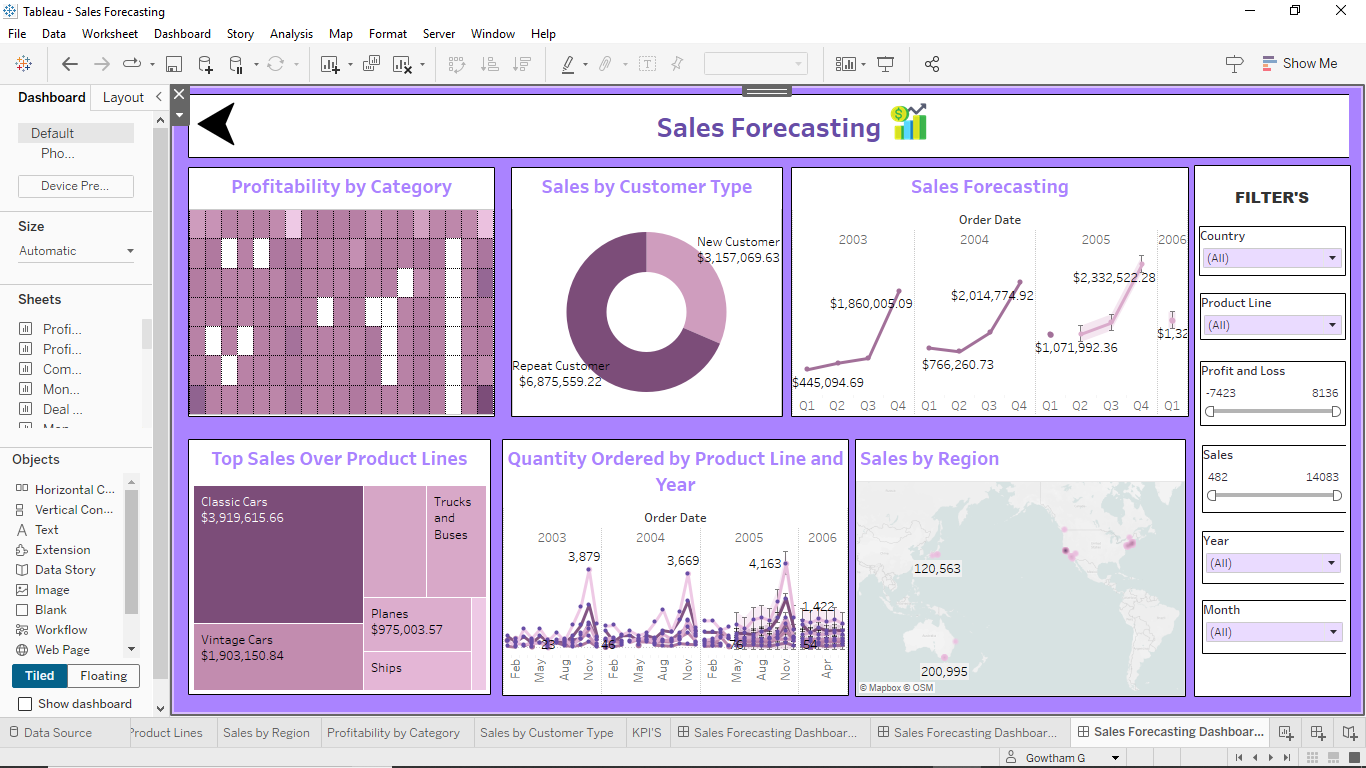 Tableau - Sales Forecasting
File Data Worksheet Dashboard Story Analysis Map Format Server Window Help
Show Me
Dashboard Layout
Default
Pho...
Device Pre...
Size
Automatic
Sheets
Profi...
Profi...
Com...
Mon...
Deal ...
Objects
Horizontal C...
Vertical Con...
Text
Extension
Data Story
Image
Blank
Workflow
Web Page
Tiled Floating
Show dashboard
Sales Forecasting
Profitability by Category
Sales by Customer Type
New Customer
$3,157,069.63
Repeat Customer
$6,875,559.22
Sales Forecasting
Order Date
2003 2004 2005 2006
$2,332,522.28
$1,860,005.09
$2,014,774.92
$1,32
$1,071,992.36
$766,260.73
$445,094.69
Q1 Q2 Q3 Q4 Q1 Q2 Q3 Q4 Q1 Q2 Q3 Q4 Q1
FILTER'S
Country
(All)
Product Line
(All)
Profit and Loss
-7423 8136
Sales
482 14083
Year
(All)
Month
(All)
Top Sales Over Product Lines
Classic Cars
$3,919,615.66
Trucks
and
Buses
Vintage Cars
$1,903,150.84
Planes
$975,003.57
Ships
Quantity Ordered by Product Line and
Year
Order Date
2003 2004 2005 2006
3,879
3,669
4,163
1,422
23
46
Feb May Aug Nov Feb May Aug Nov Feb May Aug Nov Apr
Sales by Region
120,563
200,995
© Mapbox © OSM
Data Source Product Lines Sales by Region Profitability by Category Sales by Customer Type KPI'S Sales Forecasting Dashboar... Sales Forecasting Dashboar... Sales Forecasting Dashboar...
Gowtham G